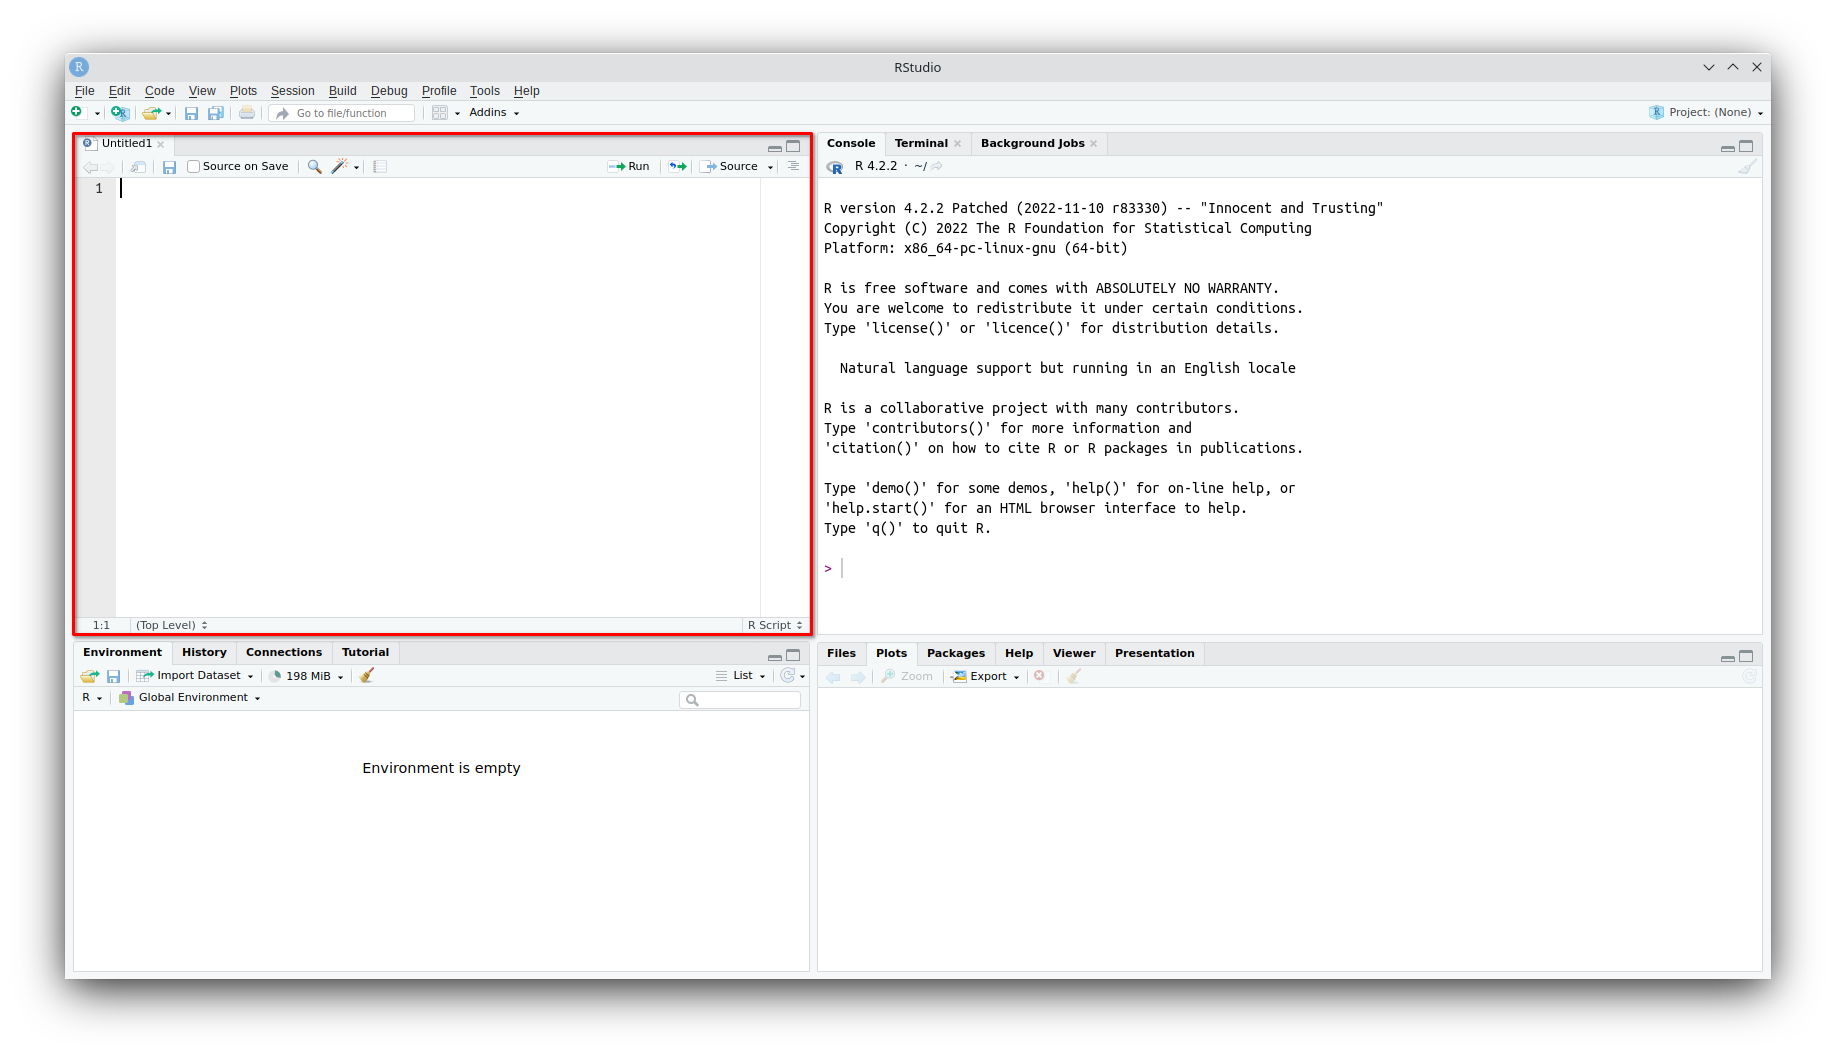 R
RStudio
File Edit Code View Plots Session Build Debug Profile Tools Help
Go to file/function
Addins
Project: (None)
Untitled1
Source on Save
Run
Source
1
1:1
(Top Level)
R Script
Console Terminal Background Jobs
R 4.2.2 · ~/
R version 4.2.2 Patched (2022-11-10 r83330) -- "Innocent and Trusting"
Copyright (C) 2022 The R Foundation for Statistical Computing
Platform: x86_64-pc-linux-gnu (64-bit)
R is free software and comes with ABSOLUTELY NO WARRANTY.
You are welcome to redistribute it under certain conditions.
Type 'license()' or 'licence()' for distribution details.
Natural language support but running in an English locale
R is a collaborative project with many contributors.
Type 'contributors()' for more information and
'citation()' on how to cite R or R packages in publications.
Type 'demo()' for some demos, 'help()' for on-line help, or
'help.start()' for an HTML browser interface to help.
Type 'q()' to quit R.
>
Environment History Connections Tutorial
Import Dataset
198 MiB
List
R
Global Environment
Environment is empty
Files Plots Packages Help Viewer Presentation
Zoom
Export